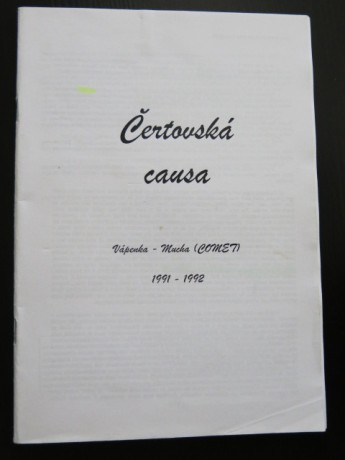 Čertovská
causa
Vápenka - Mucha (COMET)
1991 - 1992